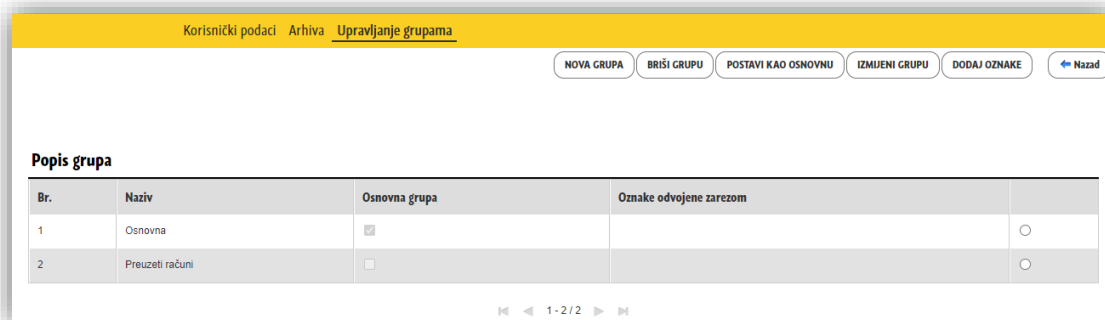 Korisnički podaci Arhiva Upravljanje grupama
NOVA GRUPA BRIŠI GRUPU POSTAVI KAO OSNOVNU IZMIJENI GRUPU DODAJ OZNAKE Nazad
Popis grupa
Br. Naziv Osnovna grupa Oznake odvojene zarezom
1 Osnovna
2 Preuzeti računi
1 - 2 / 2